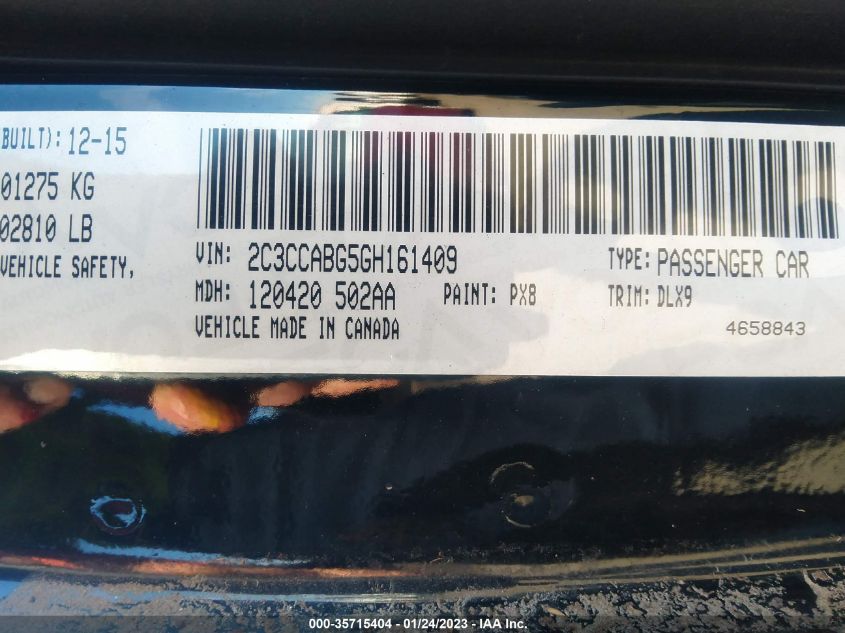 BUILT): 12-15
01275 KG
02810 LB
VEHICLE SAFETY,
VIN: 2C3CCABG5GH161409 TYPE: PASSENGER CAR
MDH: 120420 502AA PAINT: PX8 TRIM: DLX9
VEHICLE MADE IN CANADA 4658843
000-35715404 - 01/24/2023 - IAA Inc.